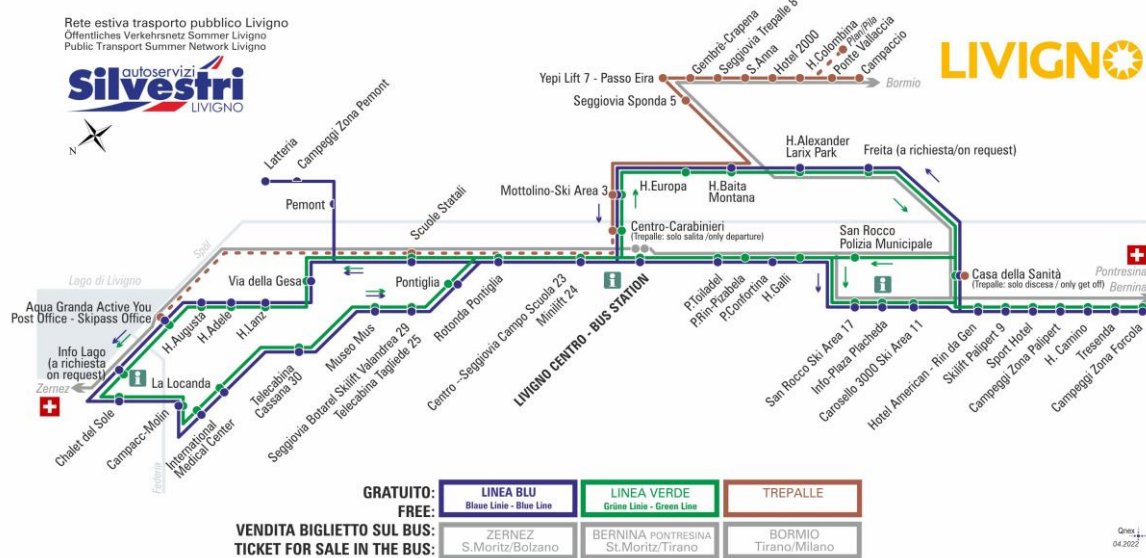 Rete estiva trasporto pubblico Livigno
Öffentliches Verkehrsnetz Sommer Livigno
Public Transport Summer Network Livigno
autoservizi
Silvestri
LIVIGNO
LIVIGNO
N
Gembrè-Crapena
Seggiovia Trepalle 8
S.Anna
Hotel 2000
H.Colombina
Plan/Pila
Ponte Vallaccia
Campaccio
Yepi Lift 7 - Passo Eira
Bormio
Seggiovia Sponda 5
Latteria
Campeggi Zona Pemont
H.Alexander
Larix Park
Freita (a richiesta/on request)
Mottolino-Ski Area 3
H.Europa
H.Baita
Montana
Pemont
Scuole Statali
Centro-Carabinieri
(Trepalle: solo salita /only departure)
San Rocco
Polizia Municipale
Spöl
Lago di Livigno
Via della Gesa
Pontiglia
Casa della Sanità
(Trepalle: solo discesa / only get off)
Pontresina
Bernina
Aqua Granda Active You
Post Office - Skipass Office
H.Augusta
H.Adele
H.Lanz
Info Lago
(a richiesta
on request)
Zernez
i
i
i
La Locanda
Chalet del Sole
Campacc-Molin
Federia
International
Medical Center
Telecabina
Cassana 30
Museo Mus
Seggiovia Botarel Skilift Valandrea 29
Telecabina Tagliede 25
Rotonda Pontiglia
Centro –Seggiovia Campo Scuola 23
Minilift 24
LIVIGNO CENTRO - BUS STATION
P.Toiladel
P.Rin-Pizabela
P.Confortina
H.Galli
San Rocco Ski Area 17
Info-Plaza Placheda
Carosello 3000 Ski Area 11
Hotel American - Rin da Gen
Skilift Palipert 9
Sport Hotel
Campeggi Zona Palipert
H. Camino
Tresenda
Campeggi Zona Forcola
GRATUITO:
FREE:
LINEA BLU
Blaue Linie - Blue Line
LINEA VERDE
Grüne Linie - Green Line
TREPALLE
VENDITA BIGLIETTO SUL BUS:
TICKET FOR SALE IN THE BUS:
ZERNEZ
S.Moritz/Bolzano
BERNINA PONTRESINA
St.Moritz/Tirano
BORMIO
Tirano/Milano
Qnex
04.2022